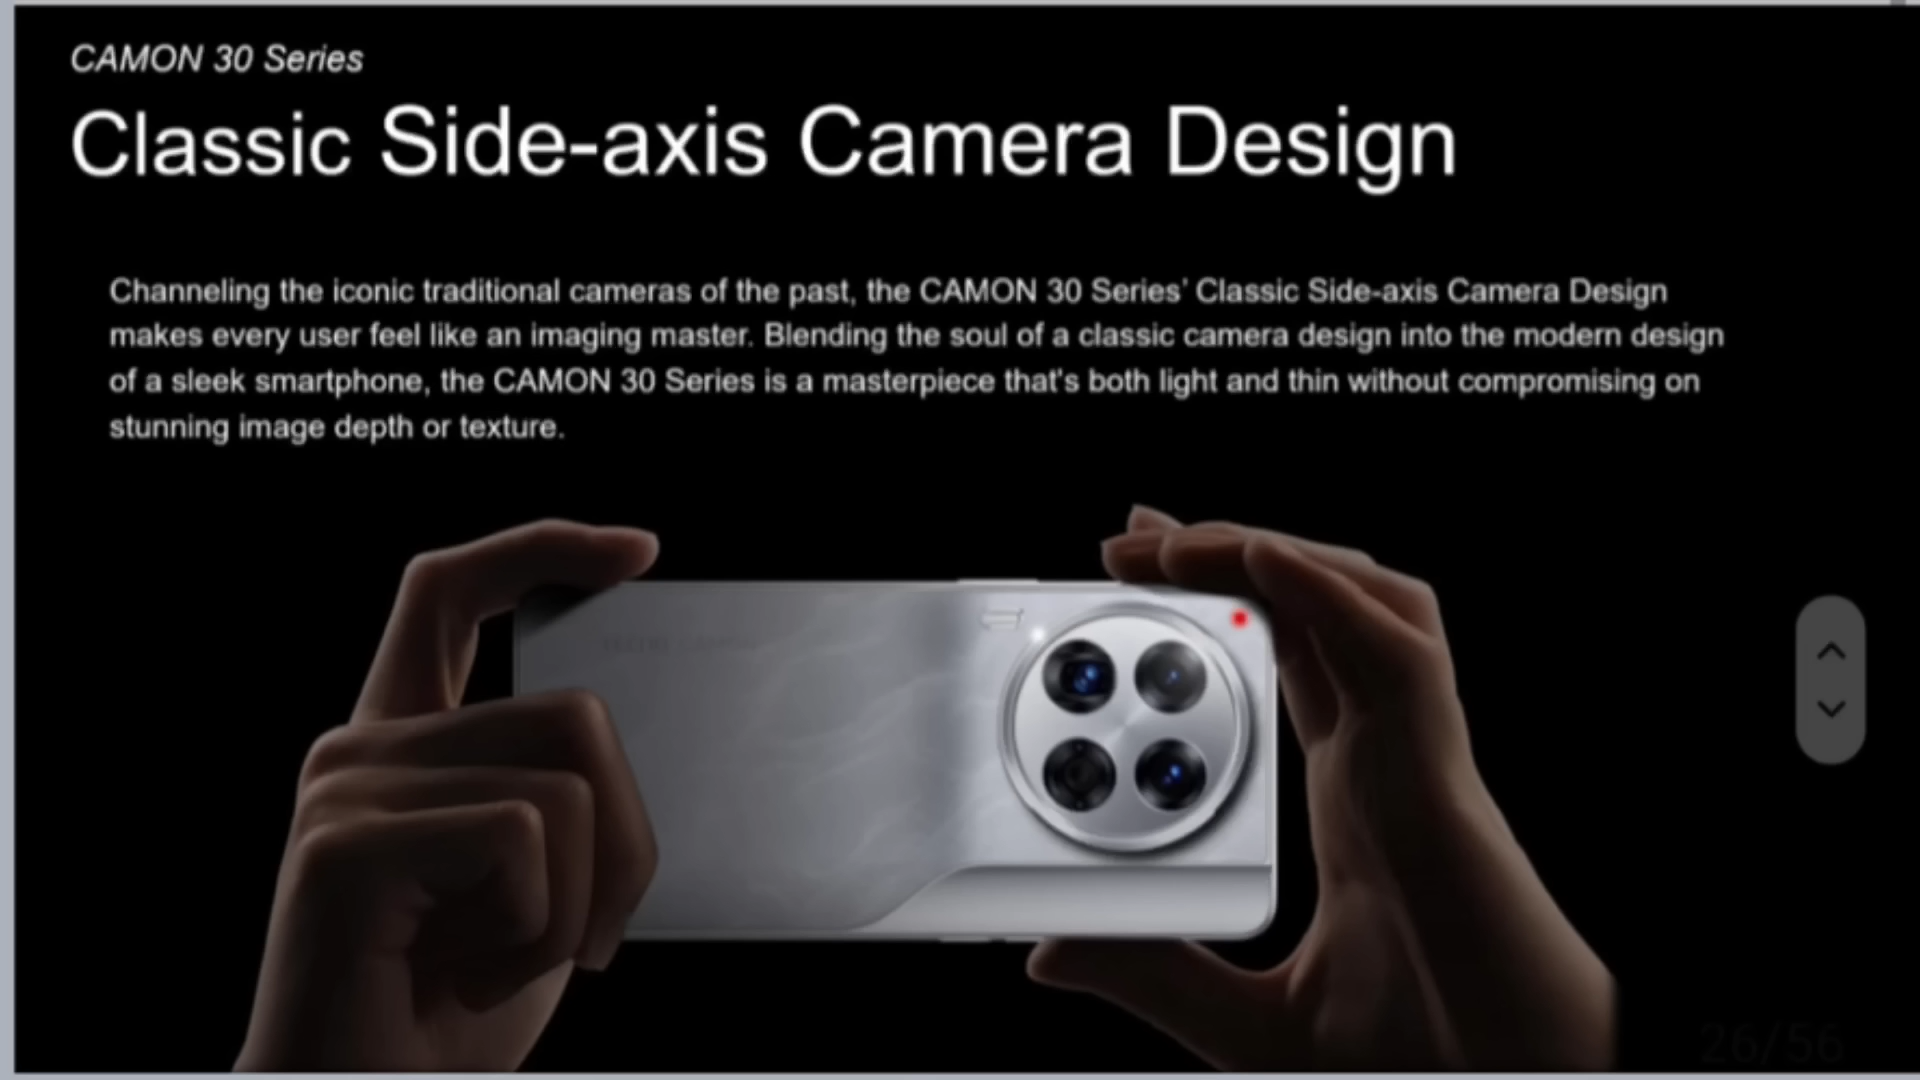 CAMON 30 Series
Classic Side-axis Camera Design
Channeling the iconic traditional cameras of the past, the CAMON 30 Series’ Classic Side-axis Camera Design
makes every user feel like an imaging master. Blending the soul of a classic camera design into the modern design
of a sleek smartphone, the CAMON 30 Series is a masterpiece that's both light and thin without compromising on
stunning image depth or texture.
26/56